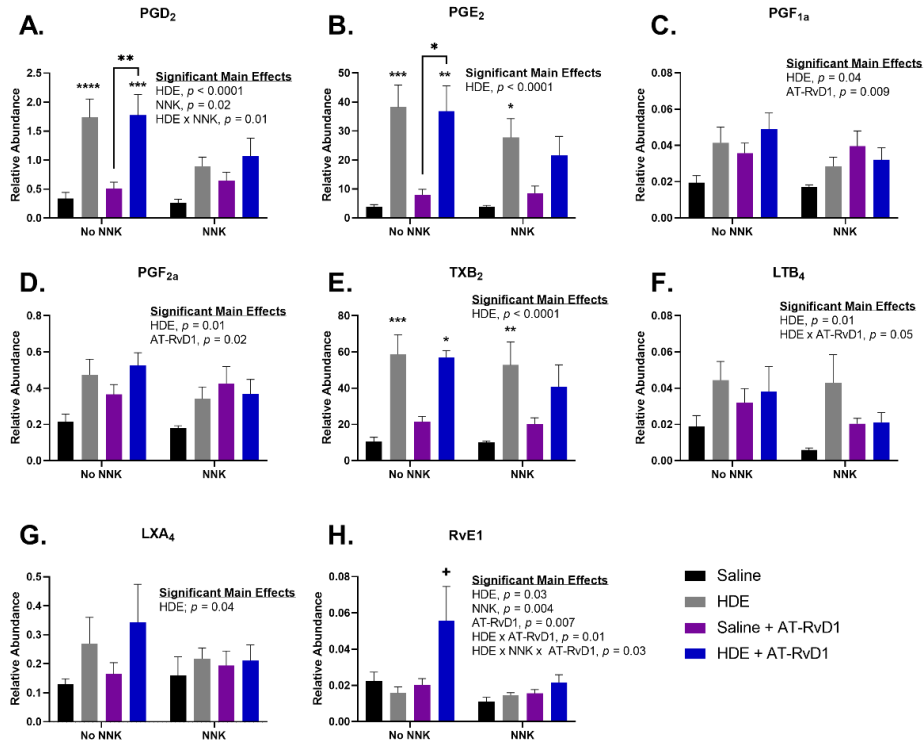 A.
PGD2
**
****
***
Significant Main Effects
HDE, p < 0.0001
NNK, p = 0.02
HDE x NNK, p = 0.01
Relative Abundance
2.5
2.0
1.5
1.0
0.5
0.0
No NNK
NNK
B.
PGE2
*
***
**
*
Significant Main Effects
HDE, p < 0.0001
Relative Abundance
60
40
30
20
10
0
No NNK
NNK
C.
PGF1a
Significant Main Effects
HDE, p = 0.04
AT-RvD1, p = 0.009
Relative Abundance
0.08
0.06
0.04
0.02
0.00
No NNK
NNK
D.
PGF2a
Significant Main Effects
HDE, p = 0.01
AT-RvD1, p = 0.02
Relative Abundance
0.8
0.6
0.4
0.2
0.0
No NNK
NNK
E.
TXB2
***
*
**
Significant Main Effects
HDE, p < 0.0001
Relative Abundance
80
60
40
20
0
No NNK
NNK
F.
LTB4
Significant Main Effects
HDE, p = 0.01
HDE x AT-RvD1, p = 0.05
Relative Abundance
0.08
0.06
0.04
0.02
0.00
No NNK
NNK
G.
LXA4
Significant Main Effects
HDE; p = 0.04
Relative Abundance
0.5
0.4
0.3
0.2
0.1
0.0
No NNK
NNK
H.
RvE1
+
Significant Main Effects
HDE, p = 0.03
NNK, p = 0.004
AT-RvD1, p = 0.007
HDE x AT-RvD1, p = 0.01
HDE x NNK x AT-RvD1, p = 0.03
Relative Abundance
0.08
0.06
0.04
0.02
0.00
No NNK
NNK
Saline
HDE
Saline + AT-RvD1
HDE + AT-RvD1